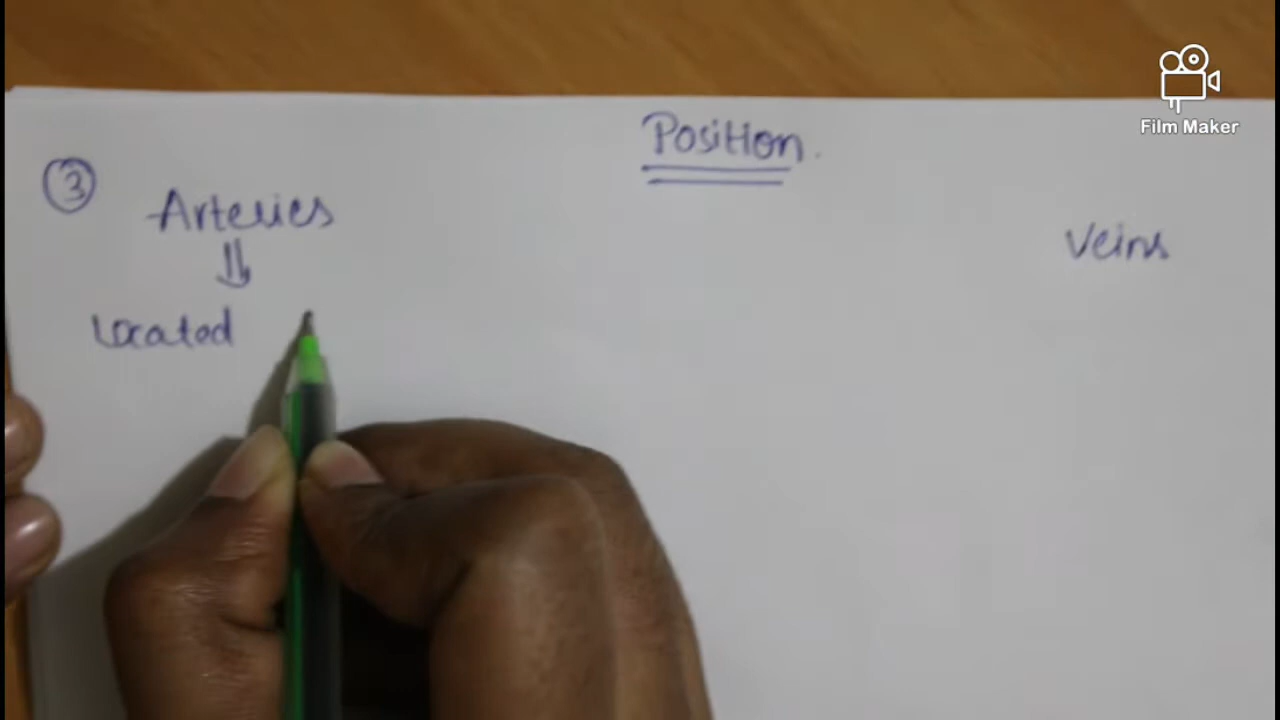 Position.
③
Arteries
Veins
⇓
Located
Film Maker